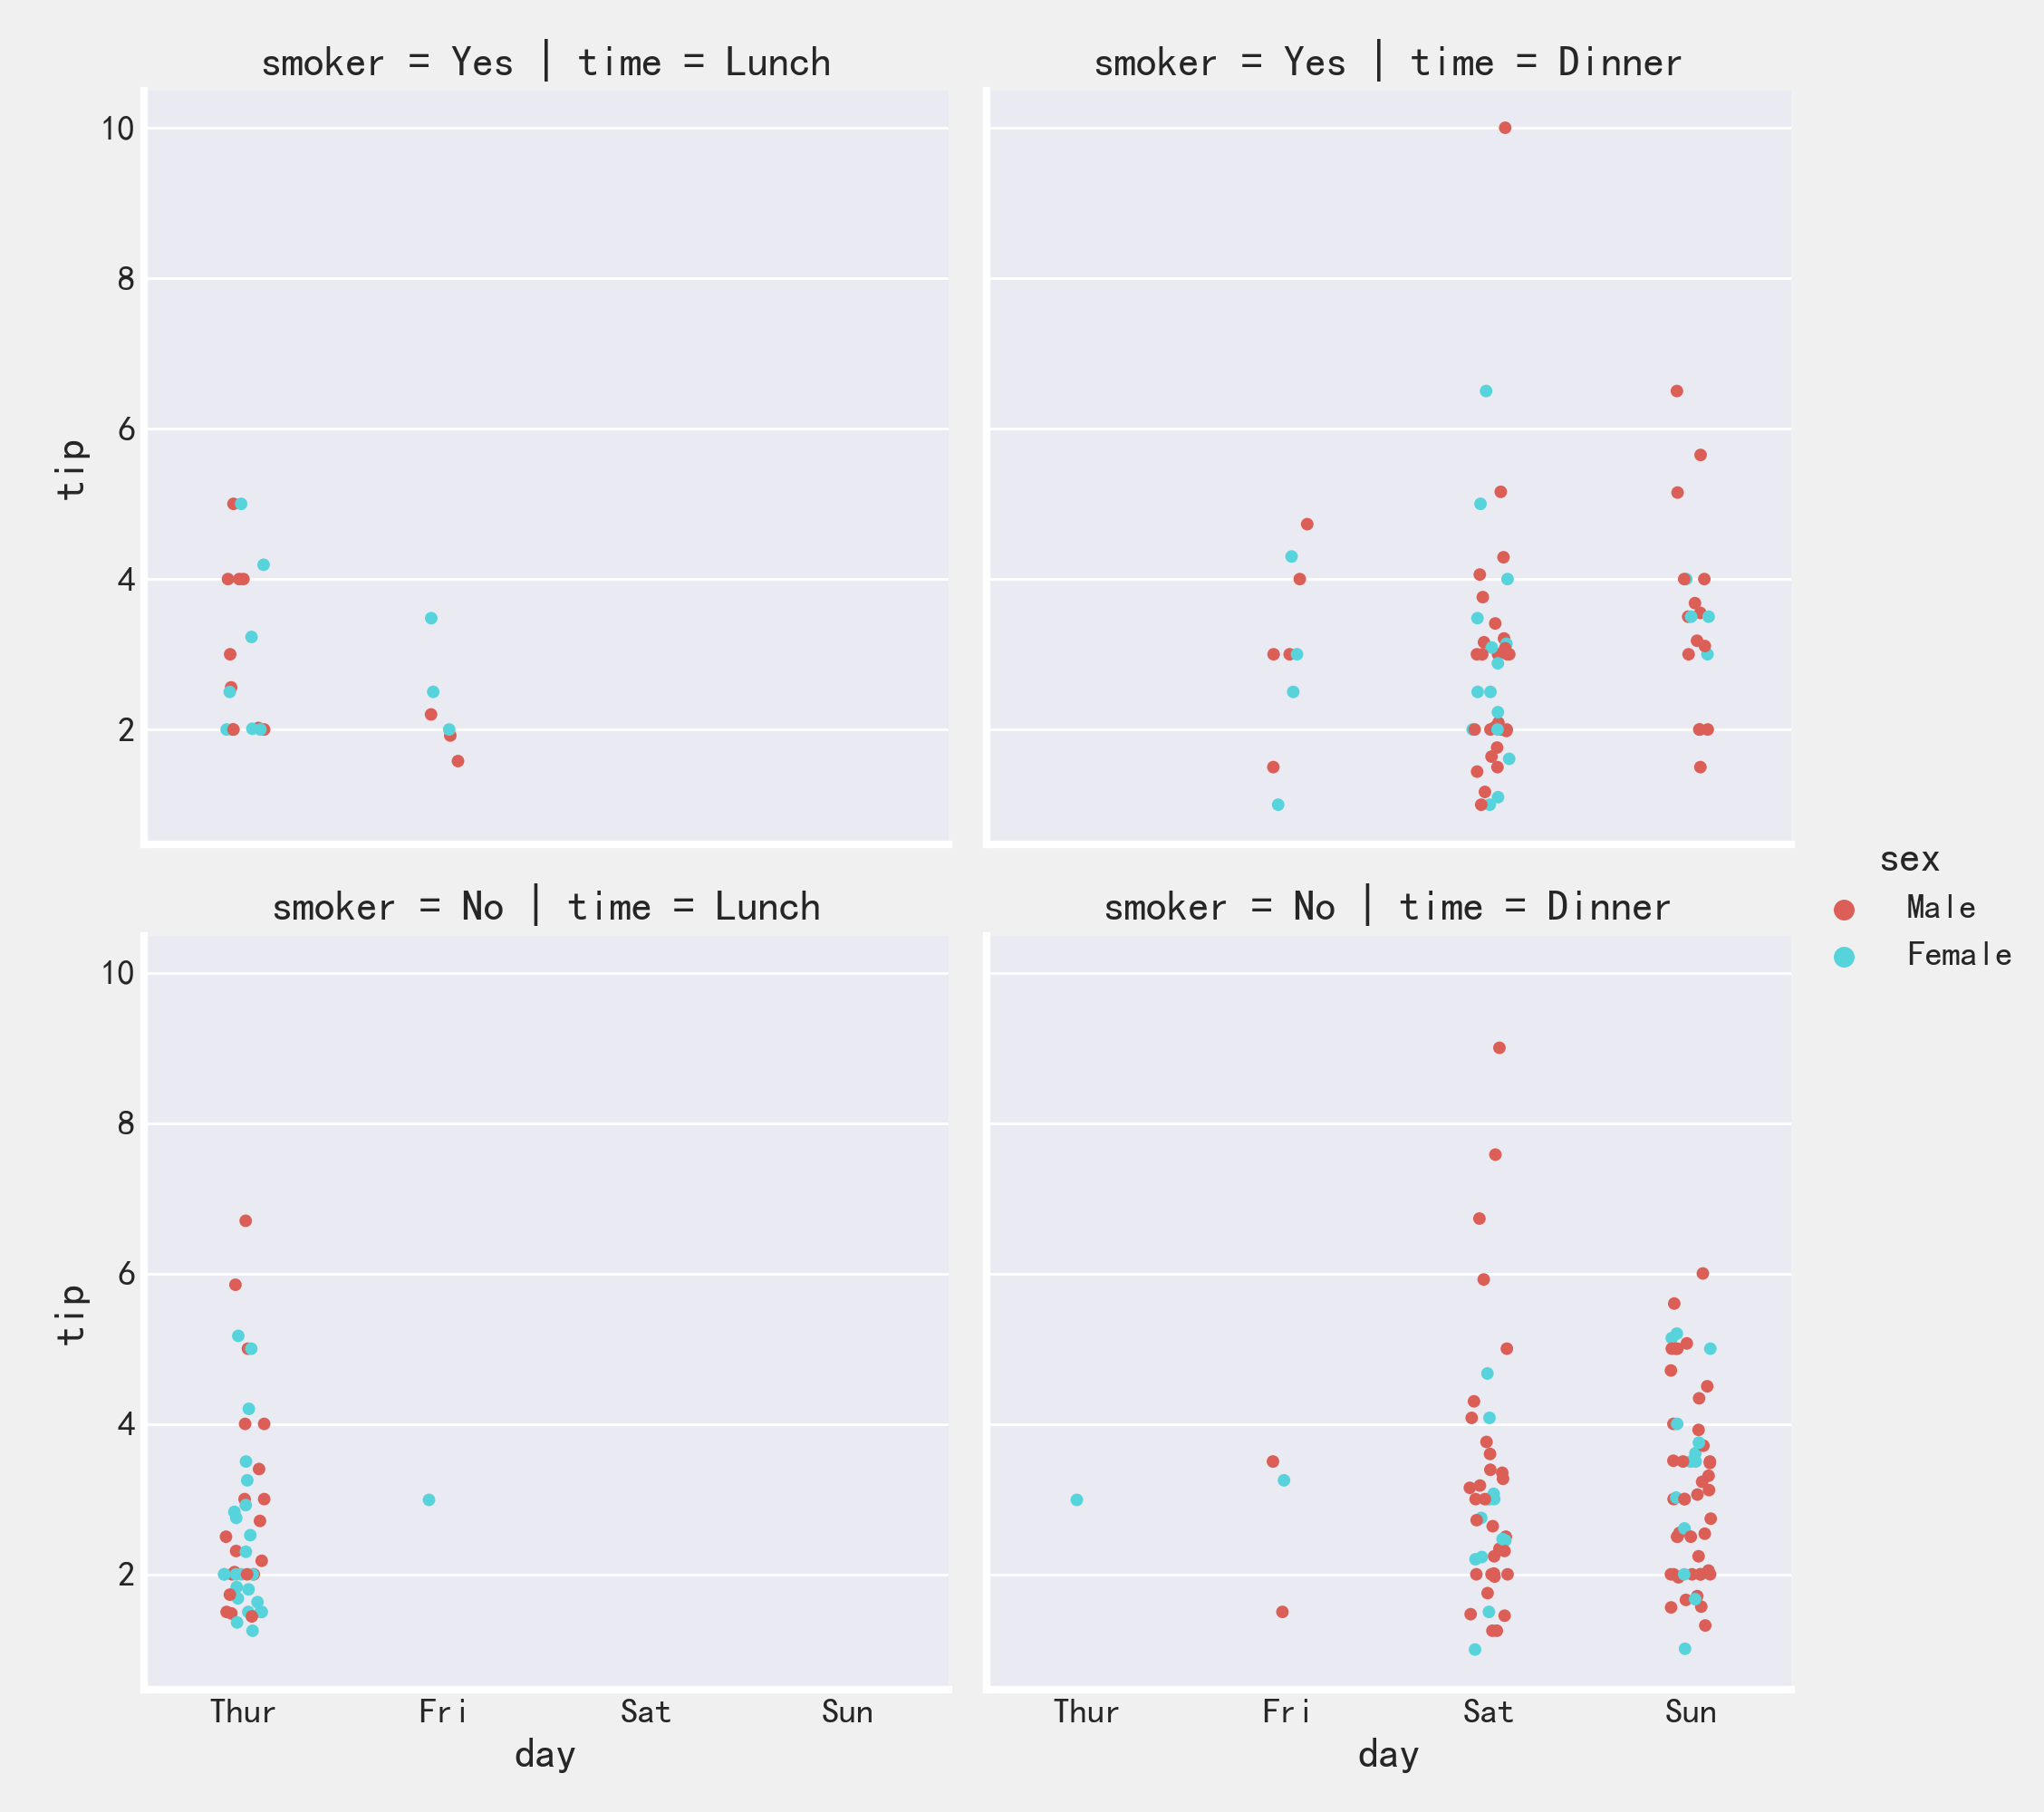 smoker = Yes | time = Lunch
smoker = Yes | time = Dinner
10
8
6
4
2
tip
smoker = No | time = Lunch
smoker = No | time = Dinner
10
8
6
4
2
tip
Thur Fri Sat Sun
day
Thur Fri Sat Sun
day
sex
Male
Female